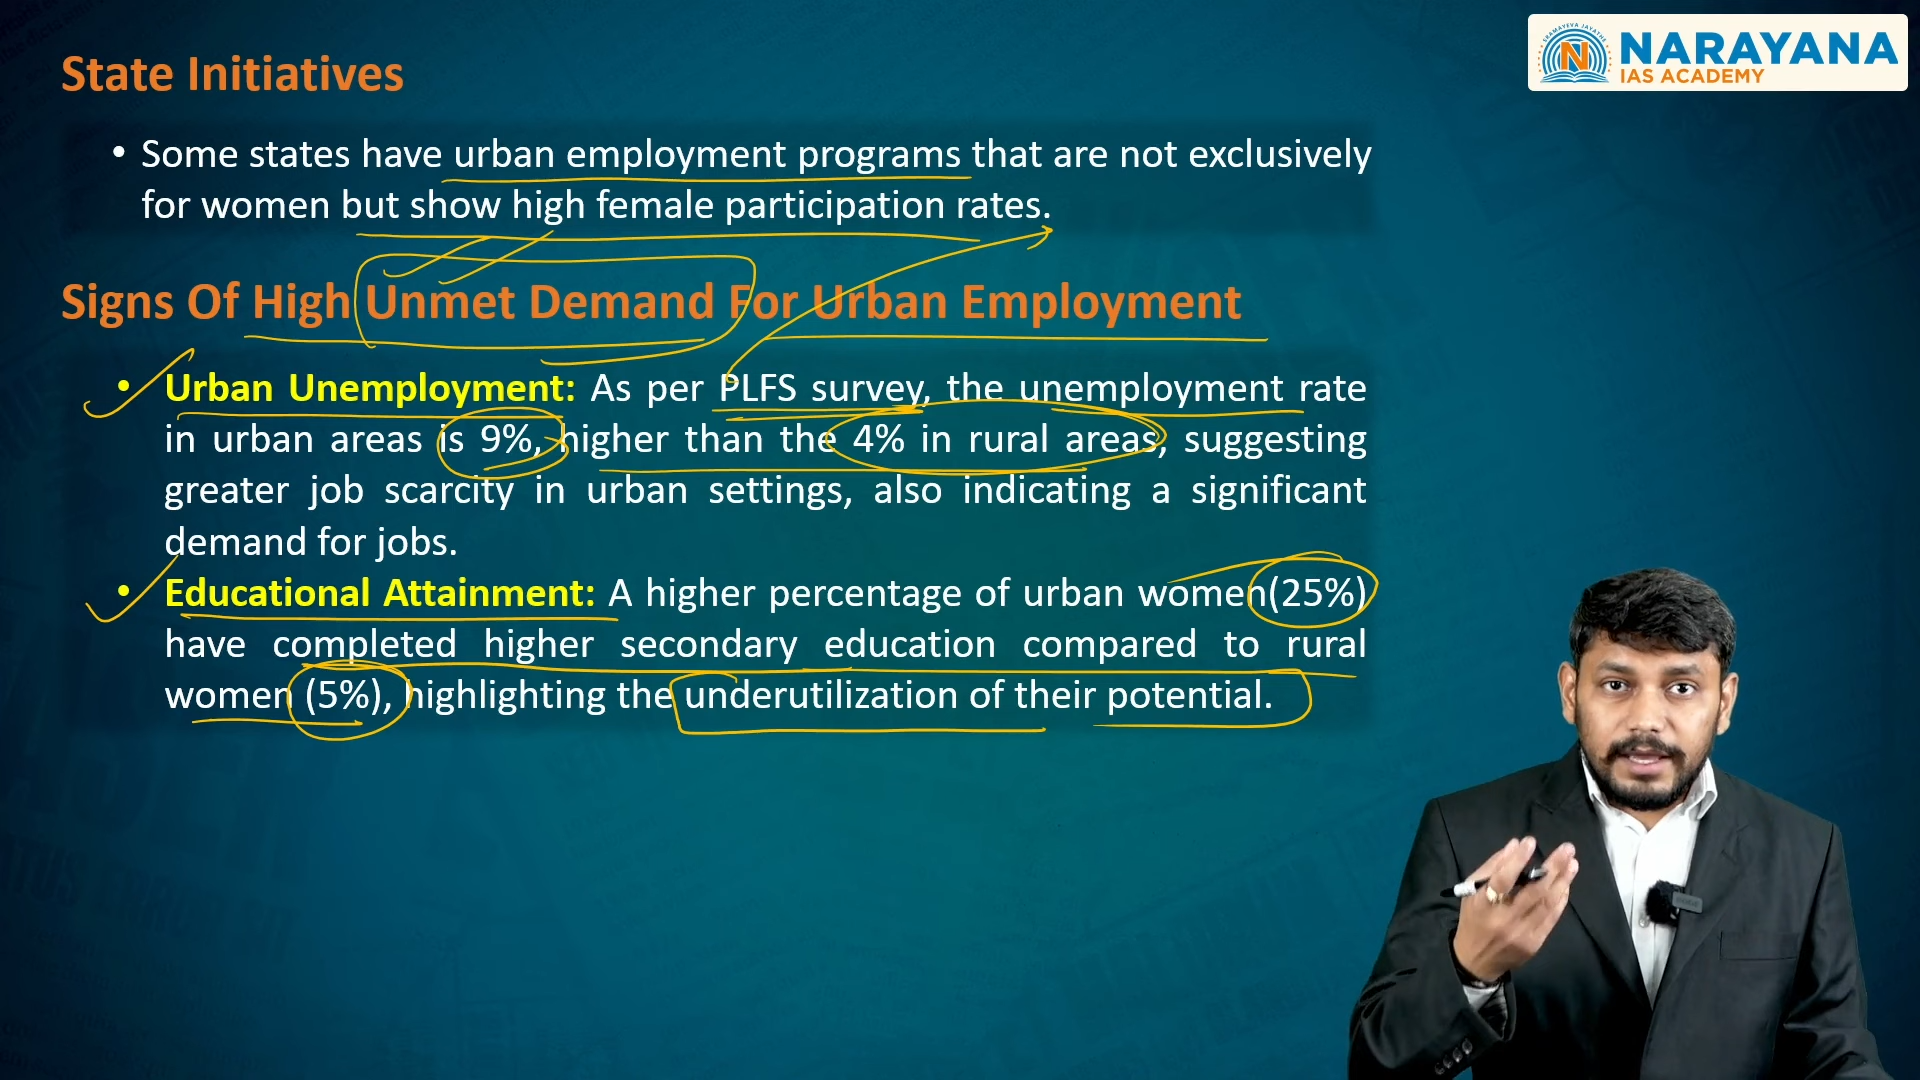 NARAYANA
IAS ACADEMY
State Initiatives
• Some states have urban employment programs that are not exclusively
for women but show high female participation rates.
Signs Of High Unmet Demand For Urban Employment
• Urban Unemployment: As per PLFS survey, the unemployment rate
in urban areas is 9%, higher than the 4% in rural areas, suggesting
greater job scarcity in urban settings, also indicating a significant
demand for jobs.
• Educational Attainment: A higher percentage of urban women(25%)
have completed higher secondary education compared to rural
women (5%), highlighting the underutilization of their potential.